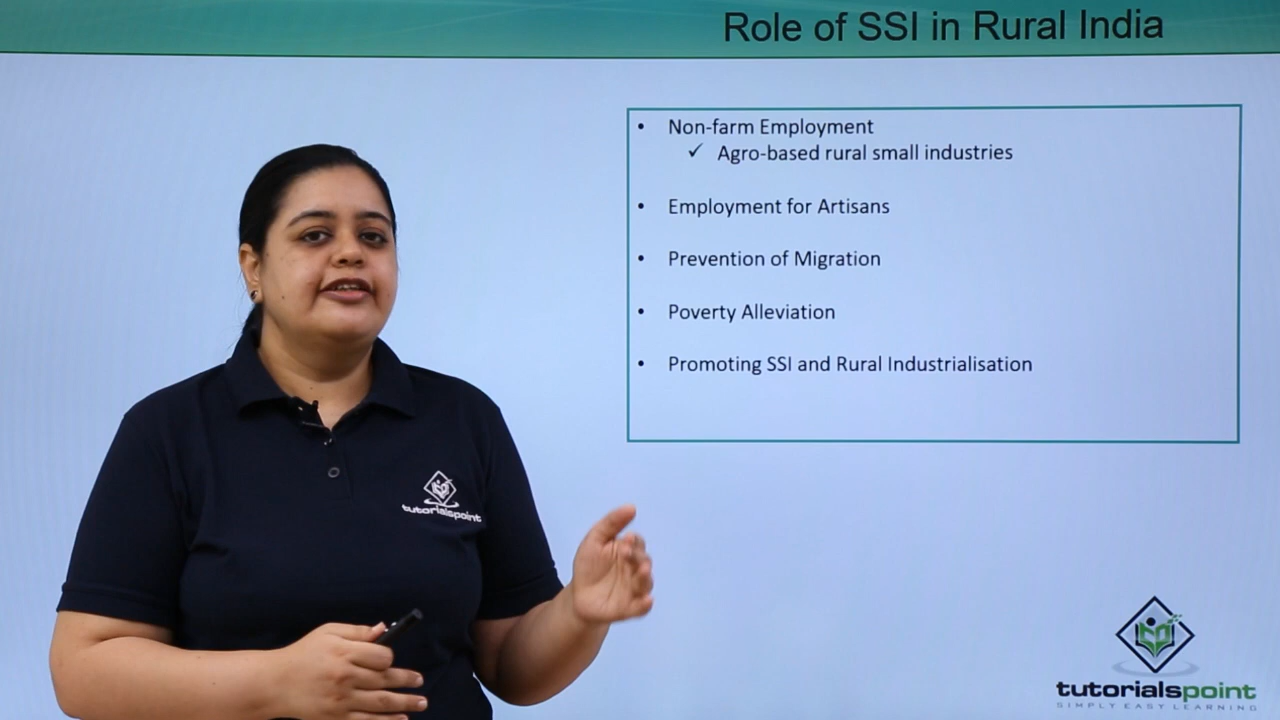 Role of SSI in Rural India
• Non-farm Employment
✓ Agro-based rural small industries
• Employment for Artisans
• Prevention of Migration
• Poverty Alleviation
• Promoting SSI and Rural Industrialisation
tutorialspoint
tutorialspoint
SIMPLY EASY LEARNING